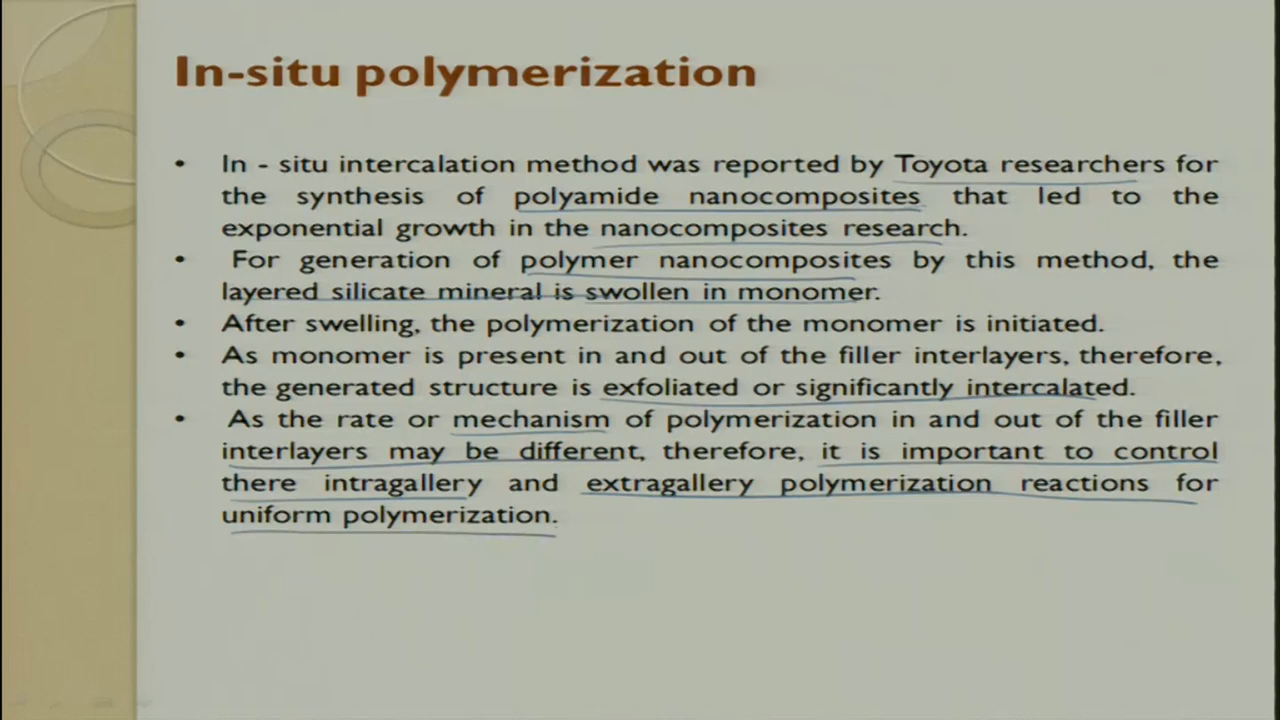 In-situ polymerization
• In - situ intercalation method was reported by Toyota researchers for
the synthesis of polyamide nanocomposites that led to the
exponential growth in the nanocomposites research.
• For generation of polymer nanocomposites by this method, the
layered silicate mineral is swollen in monomer.
• After swelling, the polymerization of the monomer is initiated.
• As monomer is present in and out of the filler interlayers, therefore,
the generated structure is exfoliated or significantly intercalated.
• As the rate or mechanism of polymerization in and out of the filler
interlayers may be different, therefore, it is important to control
there intragallery and extragallery polymerization reactions for
uniform polymerization.